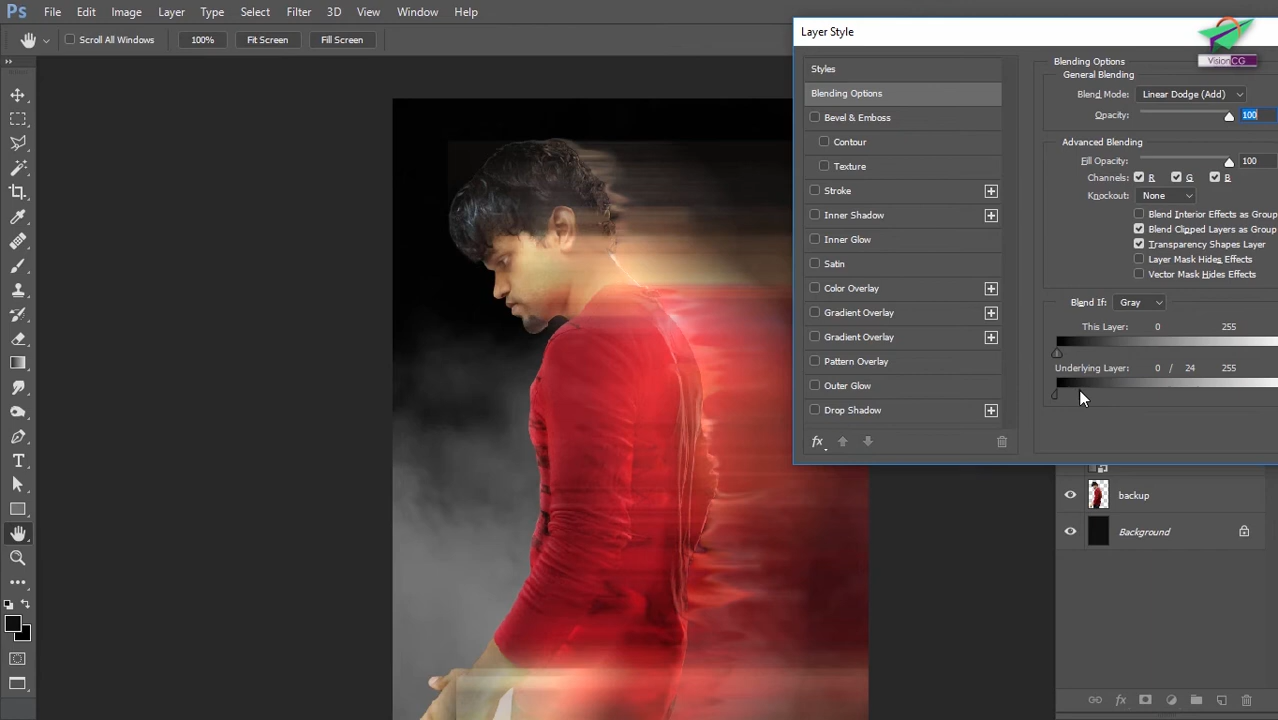 Ps File Edit Image Layer Type Select Filter 3D View Window Help
Scroll All Windows 100% Fit Screen Fill Screen
Layer Style
VisionCG
Styles
Blending Options
Bevel & Emboss
Contour
Texture
Stroke
Inner Shadow
Inner Glow
Satin
Color Overlay
Gradient Overlay
Gradient Overlay
Pattern Overlay
Outer Glow
Drop Shadow
fx
Blending Options
General Blending
Blend Mode: Linear Dodge (Add)
Opacity: 100
Advanced Blending
Fill Opacity: 100
Channels: R G B
Knockout: None
Blend Interior Effects as Group
Blend Clipped Layers as Group
Transparency Shapes Layer
Layer Mask Hides Effects
Vector Mask Hides Effects
Blend If: Gray
This Layer: 0 255
Underlying Layer: 0 / 24 255
backup
Background
fx